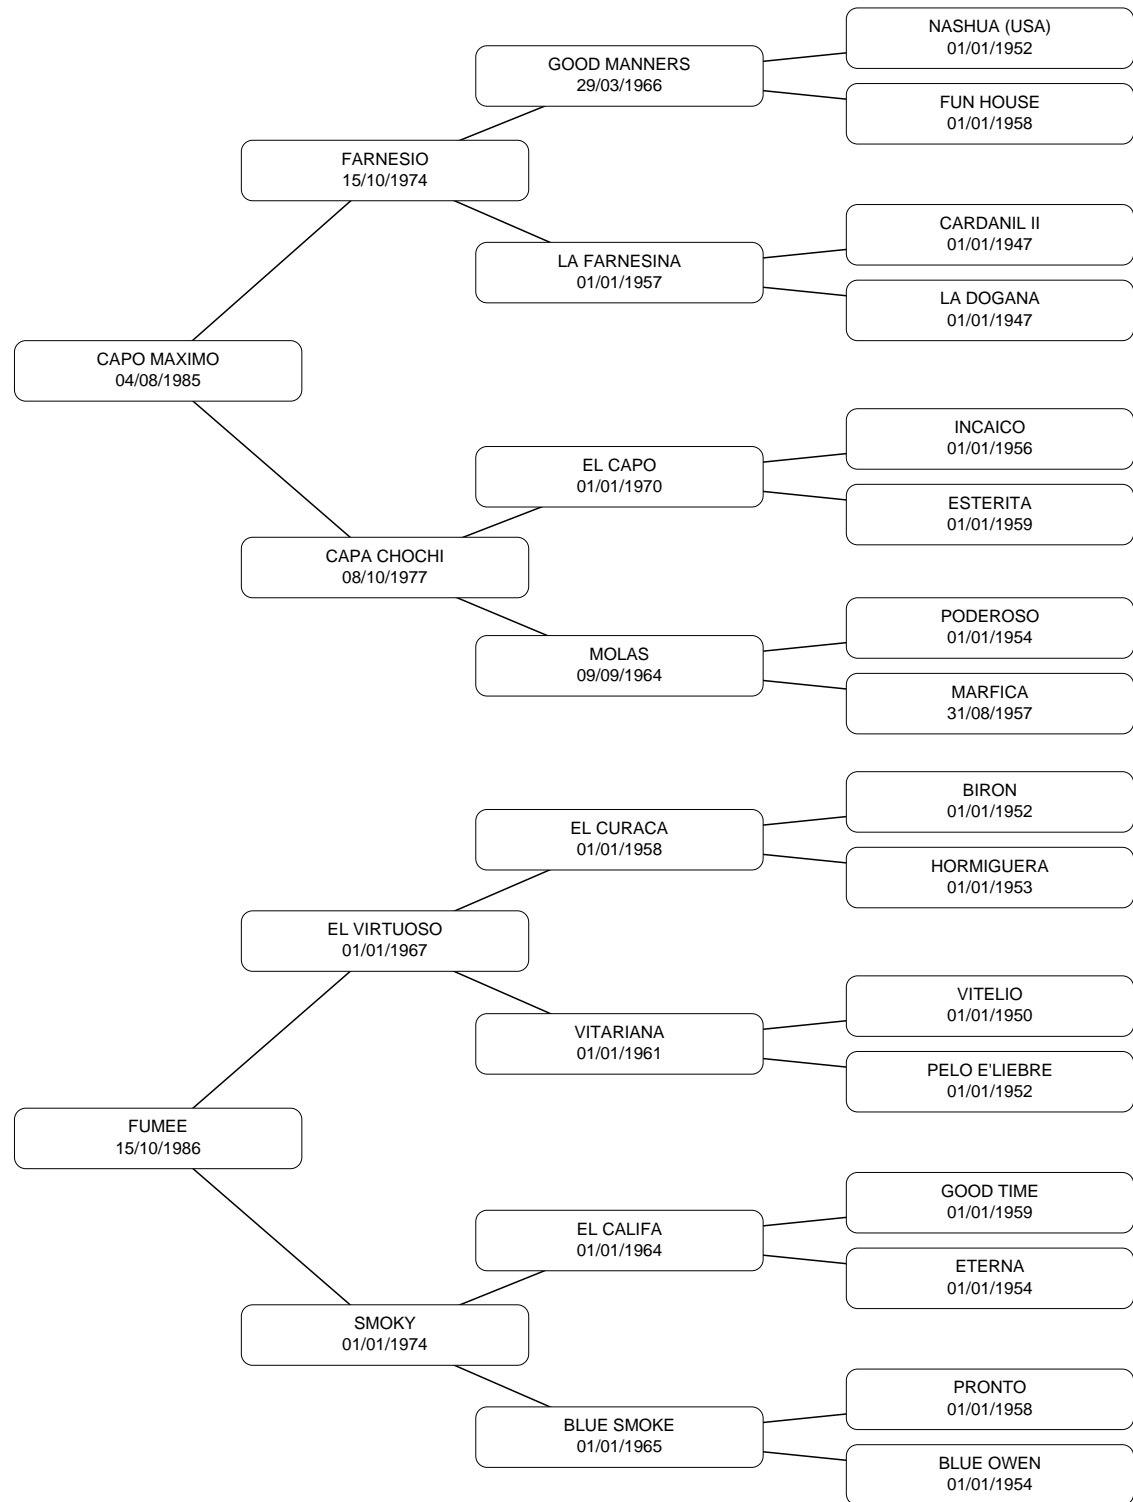 NASHUA (USA)
01/01/1952
GOOD MANNERS
29/03/1966
FUN HOUSE
01/01/1958
FARNESIO
15/10/1974
CARDANIL II
01/01/1947
LA FARNESINA
01/01/1957
LA DOGANA
01/01/1947
CAPO MAXIMO
04/08/1985
INCAICO
01/01/1956
EL CAPO
01/01/1970
ESTERITA
01/01/1959
CAPA CHOCHI
08/10/1977
PODEROSO
01/01/1954
MOLAS
09/09/1964
MARFICA
31/08/1957
BIRON
01/01/1952
EL CURACA
01/01/1958
HORMIGUERA
01/01/1953
EL VIRTUOSO
01/01/1967
VITELIO
01/01/1950
VITARIANA
01/01/1961
PELO E'LIEBRE
01/01/1952
FUMEE
15/10/1986
GOOD TIME
01/01/1959
EL CALIFA
01/01/1964
ETERNA
01/01/1954
SMOKY
01/01/1974
PRONTO
01/01/1958
BLUE SMOKE
01/01/1965
BLUE OWEN
01/01/1954